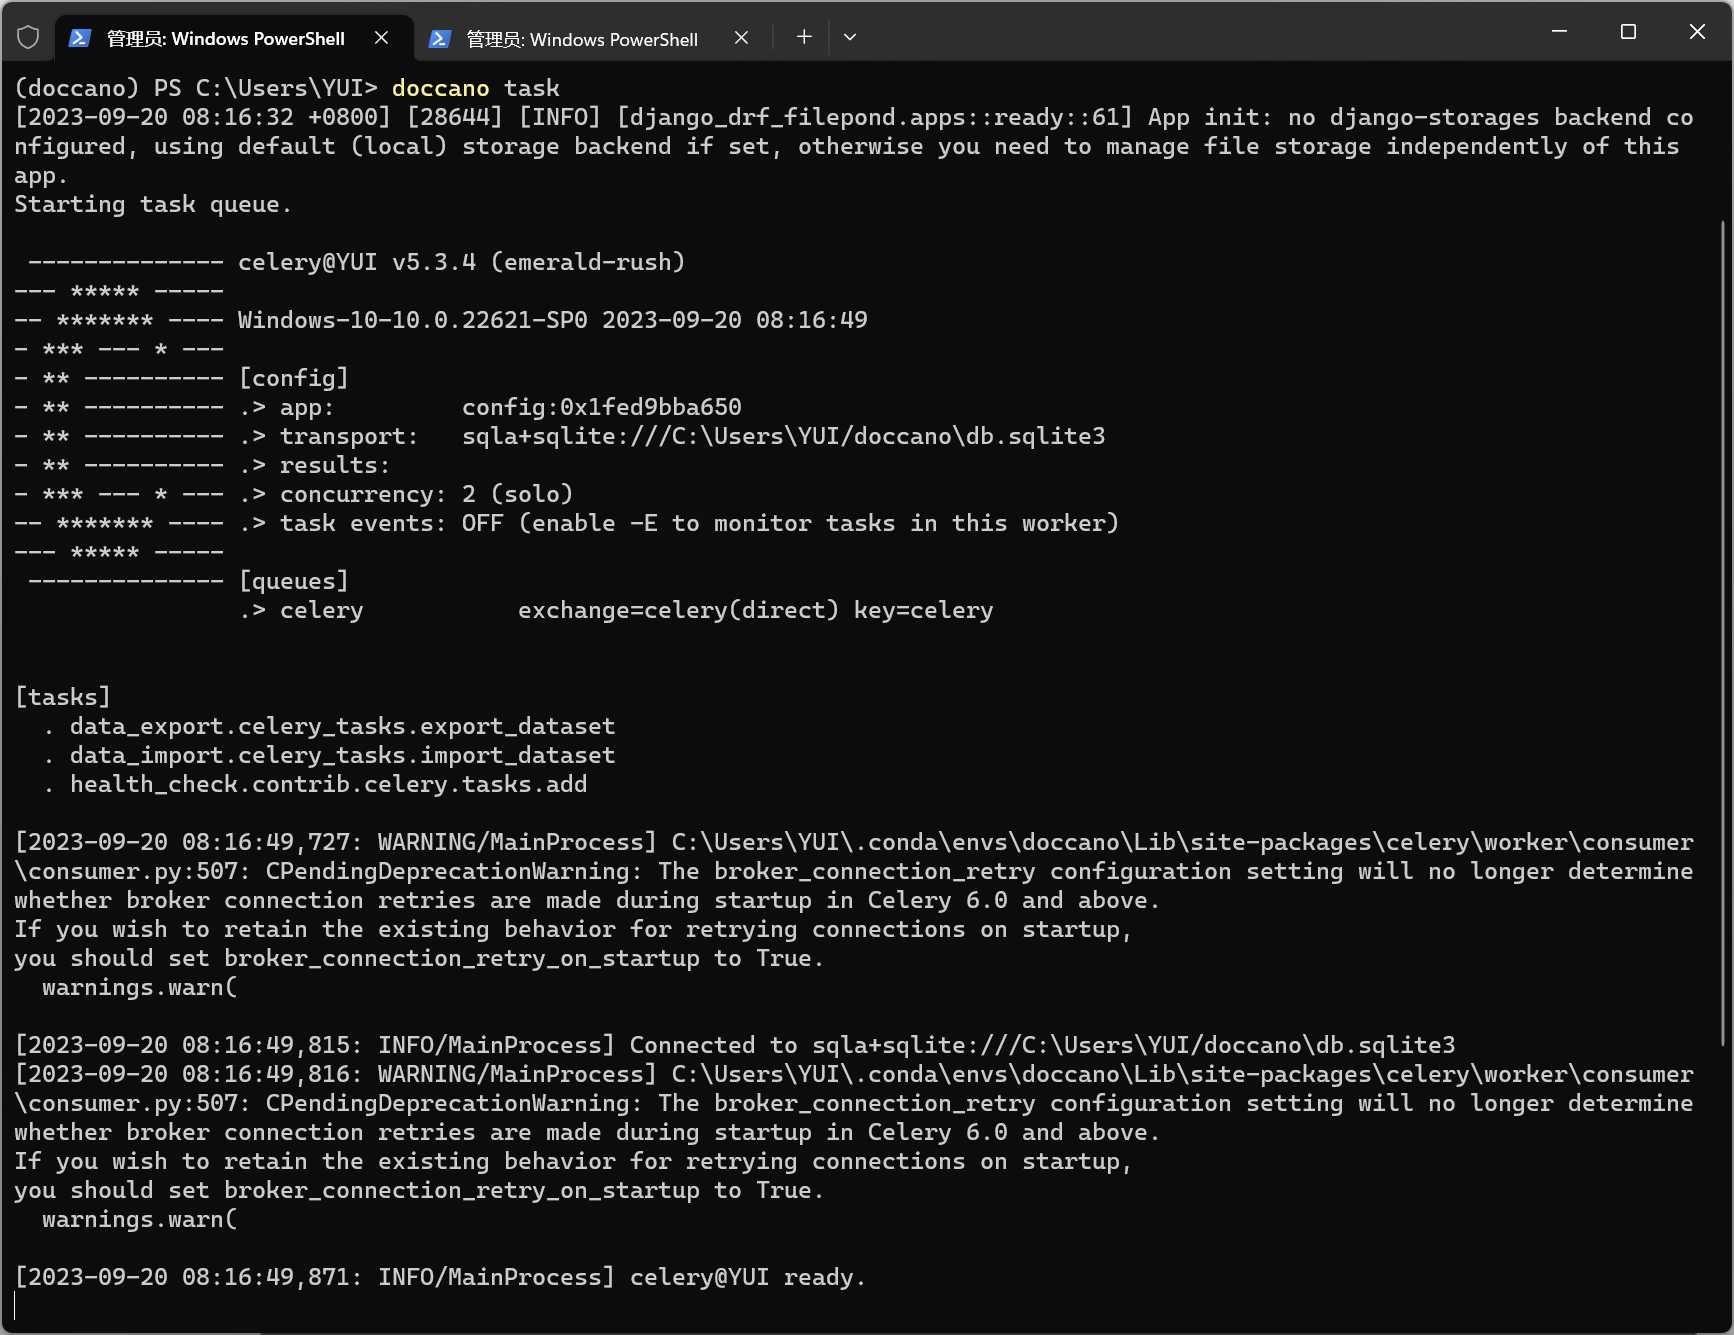 管理员: Windows PowerShell
管理员: Windows PowerShell
(doccano) PS C:\Users\YUI> doccano task
[2023-09-20 08:16:32 +0800] [28644] [INFO] [django_drf_filepond.apps::ready::61] App init: no django-storages backend co
nfigured, using default (local) storage backend if set, otherwise you need to manage file storage independently of this
app.
Starting task queue.
 -------------- celery@YUI v5.3.4 (emerald-rush)
--- ***** -----
-- ******* ---- Windows-10-10.0.22621-SP0 2023-09-20 08:16:49
- *** --- * ---
- ** ---------- [config]
- ** ---------- .> app:         config:0x1fed9bba650
- ** ---------- .> transport:   sqla+sqlite:///C:\Users\YUI/doccano\db.sqlite3
- ** ---------- .> results:
- *** --- * --- .> concurrency: 2 (solo)
-- ******* ---- .> task events: OFF (enable -E to monitor tasks in this worker)
--- ***** -----
 -------------- [queues]
                .> celery           exchange=celery(direct) key=celery
[tasks]
  . data_export.celery_tasks.export_dataset
  . data_import.celery_tasks.import_dataset
  . health_check.contrib.celery.tasks.add
[2023-09-20 08:16:49,727: WARNING/MainProcess] C:\Users\YUI\.conda\envs\doccano\Lib\site-packages\celery\worker\consumer
\consumer.py:507: CPendingDeprecationWarning: The broker_connection_retry configuration setting will no longer determine
whether broker connection retries are made during startup in Celery 6.0 and above.
If you wish to retain the existing behavior for retrying connections on startup,
you should set broker_connection_retry_on_startup to True.
  warnings.warn(
[2023-09-20 08:16:49,815: INFO/MainProcess] Connected to sqla+sqlite:///C:\Users\YUI/doccano\db.sqlite3
[2023-09-20 08:16:49,816: WARNING/MainProcess] C:\Users\YUI\.conda\envs\doccano\Lib\site-packages\celery\worker\consumer
\consumer.py:507: CPendingDeprecationWarning: The broker_connection_retry configuration setting will no longer determine
whether broker connection retries are made during startup in Celery 6.0 and above.
If you wish to retain the existing behavior for retrying connections on startup,
you should set broker_connection_retry_on_startup to True.
  warnings.warn(
[2023-09-20 08:16:49,871: INFO/MainProcess] celery@YUI ready.